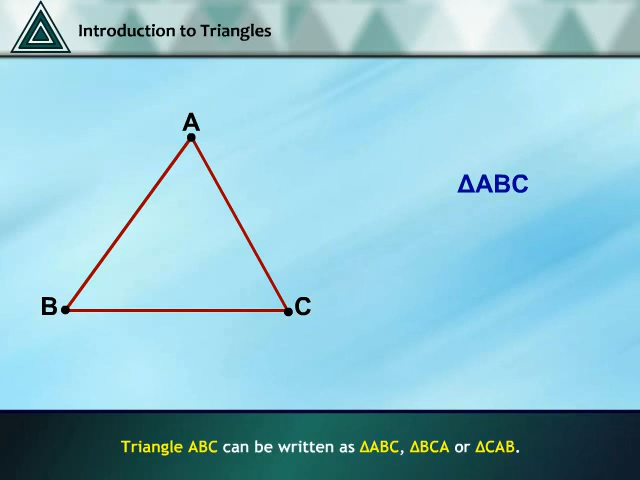 Introduction to Triangles
A
ΔABC
B
C
Triangle ABC can be written as ΔABC, ΔBCA or ΔCAB.